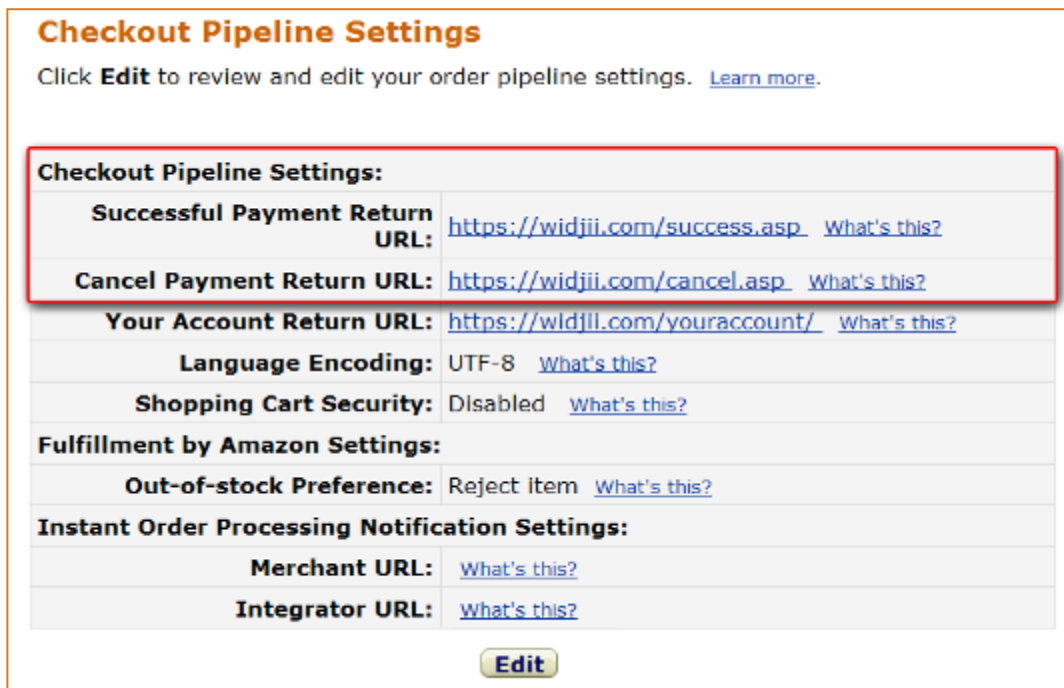 Checkout Pipeline Settings
Click Edit to review and edit your order pipeline settings. Learn more.
Checkout Pipeline Settings:
Successful Payment Return
URL: https://widjii.com/success.asp What's this?
Cancel Payment Return URL: https://widjii.com/cancel.asp What's this?
Your Account Return URL: https://widjii.com/youraccount/ What's this?
Language Encoding: UTF-8 What's this?
Shopping Cart Security: Disabled What's this?
Fulfillment by Amazon Settings:
Out-of-stock Preference: Reject item What's this?
Instant Order Processing Notification Settings:
Merchant URL: What's this?
Integrator URL: What's this?
Edit